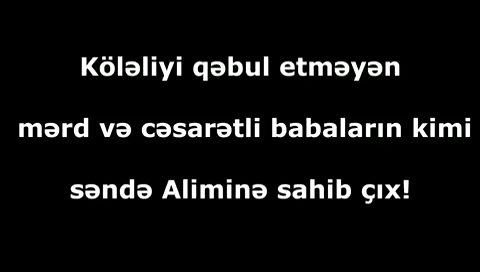 Köləliyi qəbul etməyən
mərd və cəsarətli babaların kimi
səndə Aliminə sahib çıx!